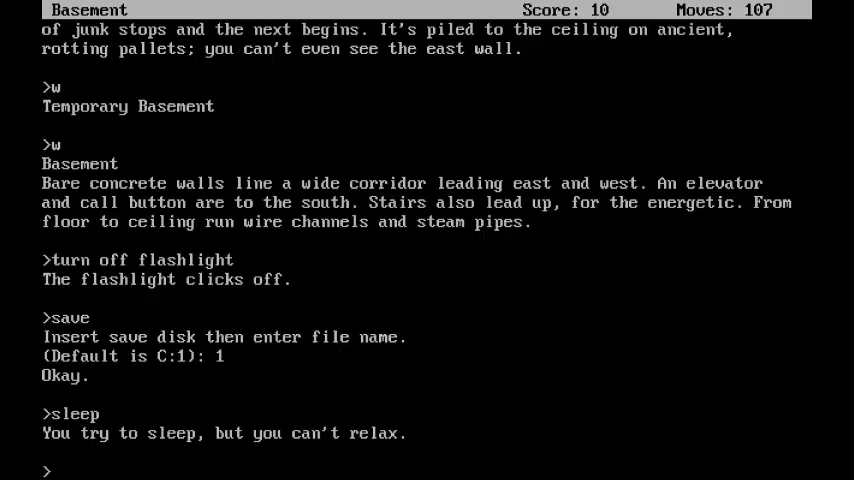 Basement Score: 10 Moves: 107
of junk stops and the next begins. It's piled to the ceiling on ancient,
rotting pallets; you can't even see the east wall.
>w
Temporary Basement
>w
Basement
Bare concrete walls line a wide corridor leading east and west. An elevator
and call button are to the south. Stairs also lead up, for the energetic. From
floor to ceiling run wire channels and steam pipes.
>turn off flashlight
The flashlight clicks off.
>save
Insert save disk then enter file name.
(Default is C:1): 1
Okay.
>sleep
You try to sleep, but you can't relax.
>